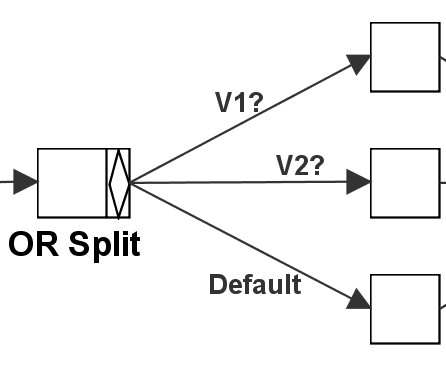 V1?
V2?
OR Split
Default